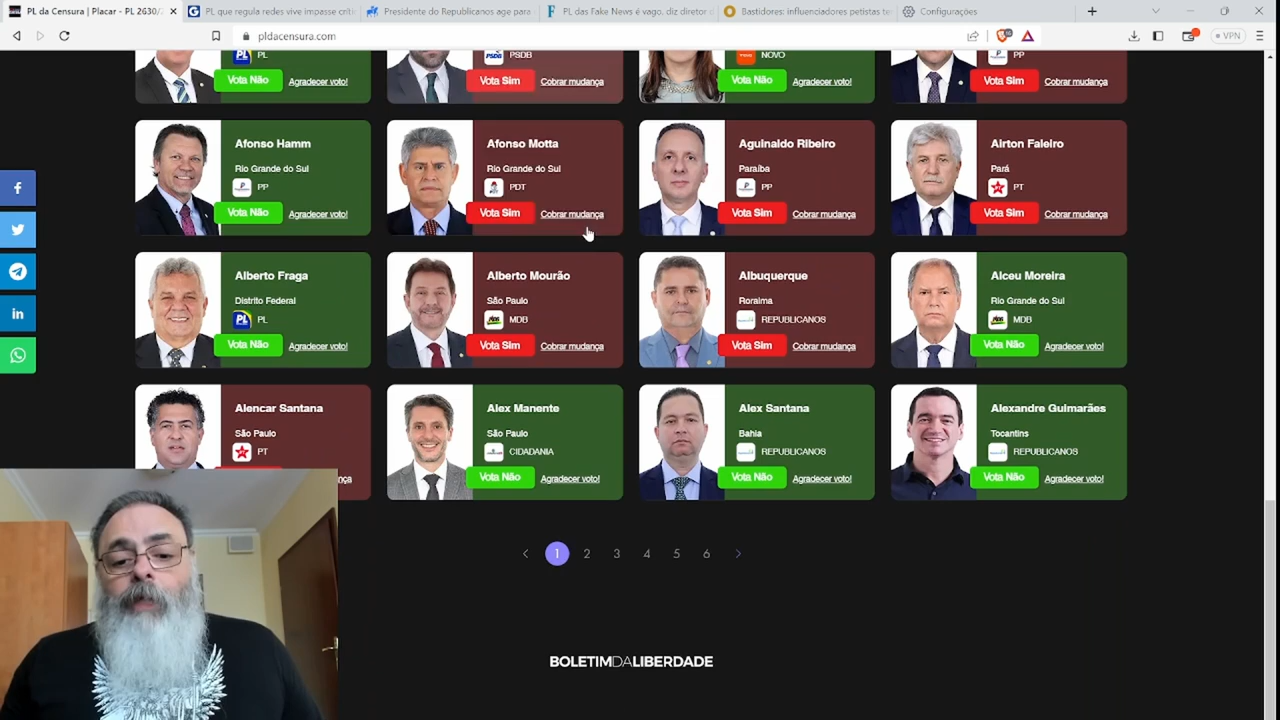 PL da Censura | Placar - PL 2630/2
PL que regula redes vive impasse críti
Presidente do Republicanos age para
PL das Fake News é vago, diz diretor d
Bastidores: influenciadores petistas te
Configurações
pldacensura.com
VPN
PL
Vota Não
Agradecer voto!
PSDB
Vota Sim
Cobrar mudança
NOVO
Vota Não
Agradecer voto!
PP
Vota Sim
Cobrar mudança
Afonso Hamm
Rio Grande do Sul
PP
Vota Não
Agradecer voto!
Afonso Motta
Rio Grande do Sul
PDT
Vota Sim
Cobrar mudança
Aguinaldo Ribeiro
Paraíba
PP
Vota Sim
Cobrar mudança
Airton Faleiro
Pará
PT
Vota Sim
Cobrar mudança
Alberto Fraga
Distrito Federal
PL
PL
Vota Não
Agradecer voto!
Alberto Mourão
São Paulo
MDB
Vota Sim
Cobrar mudança
Albuquerque
Roraima
REPUBLICANOS
Vota Sim
Cobrar mudança
Alceu Moreira
Rio Grande do Sul
MDB
Vota Não
Agradecer voto!
Alencar Santana
São Paulo
PT
nça
Alex Manente
São Paulo
CIDADANIA
Vota Não
Agradecer voto!
Alex Santana
Bahia
REPUBLICANOS
Vota Não
Agradecer voto!
Alexandre Guimarães
Tocantins
REPUBLICANOS
Vota Não
Agradecer voto!
< 1 2 3 4 5 6 >
BOLETIMDALIBERDADE